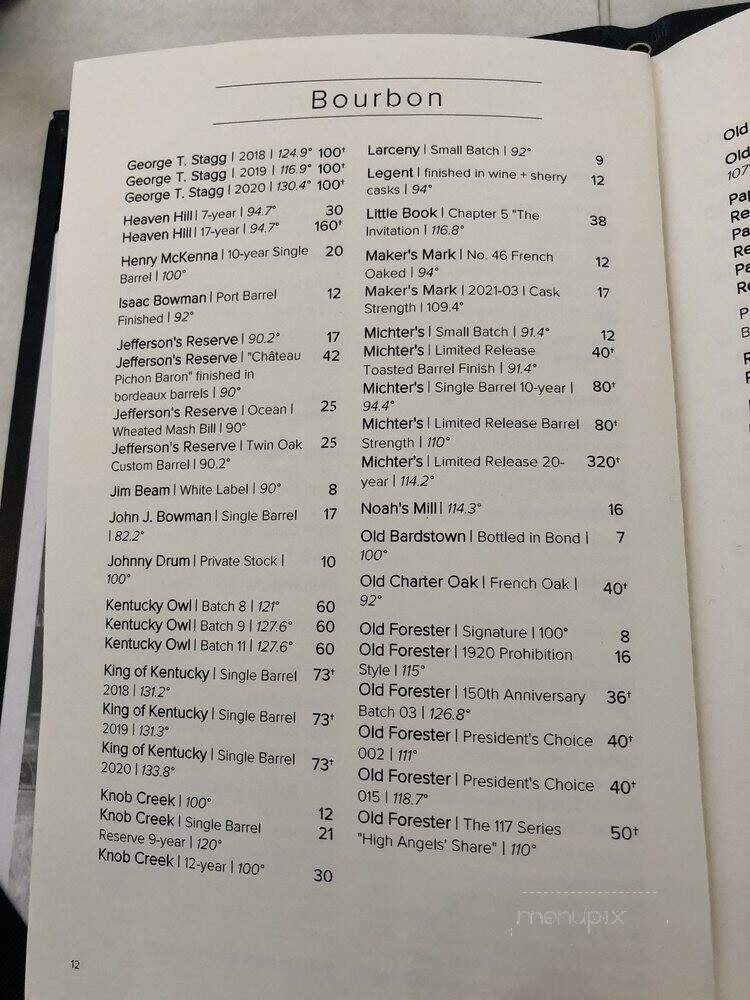 Bourbon
George T. Stagg | 2018 | 124.9° 100†
George T. Stagg | 2019 | 116.9° 100†
George T. Stagg | 2020 | 130.4° 100†
Heaven Hill | 7-year | 94.7° 30
Heaven Hill | 17-year | 94.7° 160†
Henry McKenna | 10-year Single 20
Barrel | 100°
Isaac Bowman | Port Barrel 12
Finished | 92°
Jefferson's Reserve | 90.2° 17
Jefferson's Reserve | "Château 42
Pichon Baron" finished in
bordeaux barrels | 90°
Jefferson's Reserve | Ocean | 25
Wheated Mash Bill | 90°
Jefferson's Reserve | Twin Oak 25
Custom Barrel | 90.2°
Jim Beam | White Label | 90° 8
John J. Bowman | Single Barrel 17
| 82.2°
Johnny Drum | Private Stock | 10
100°
Kentucky Owl | Batch 8 | 121° 60
Kentucky Owl | Batch 9 | 127.6° 60
Kentucky Owl | Batch 11 | 127.6° 60
King of Kentucky | Single Barrel 73†
2018 | 131.2°
King of Kentucky | Single Barrel 73†
2019 | 131.3°
King of Kentucky | Single Barrel 73†
2020 | 133.8°
Knob Creek | 100° 12
Knob Creek | Single Barrel 21
Reserve 9-year | 120°
Knob Creek | 12-year | 100° 30
Larceny | Small Batch | 92° 9
Legent | finished in wine + sherry 12
casks | 94°
Little Book | Chapter 5 "The 38
Invitation | 116.8°
Maker's Mark | No. 46 French 12
Oaked | 94°
Maker's Mark | 2021-03 | Cask 17
Strength | 109.4°
Michter's | Small Batch | 91.4° 12
Michter's | Limited Release 40†
Toasted Barrel Finish | 91.4°
Michter's | Single Barrel 10-year | 80†
94.4°
Michter's | Limited Release Barrel 80†
Strength | 110°
Michter's | Limited Release 20- 320†
year | 114.2°
Noah's Mill | 114.3° 16
Old Bardstown | Bottled in Bond | 7
100°
Old Charter Oak | French Oak | 40†
92°
Old Forester | Signature | 100° 8
Old Forester | 1920 Prohibition 16
Style | 115°
Old Forester | 150th Anniversary 36†
Batch 03 | 126.8°
Old Forester | President's Choice 40†
002 | 111°
Old Forester | President's Choice 40†
015 | 118.7°
Old Forester | The 117 Series 50†
"High Angels' Share" | 110°
12
menupix
Old
Old
107